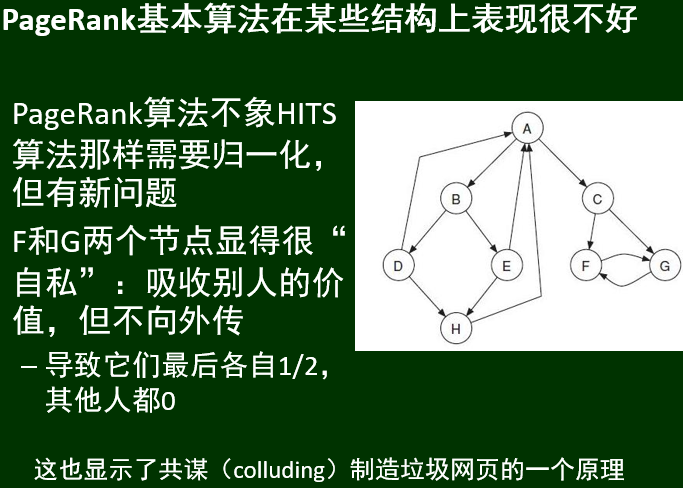 PageRank基本算法在某些结构上表现很不好
PageRank算法不象HITS
算法那样需要归一化，
但有新问题
F和G两个节点显得很“
自私”：吸收别人的价
值，但不向外传
– 导致它们最后各自1/2，
其他人都0
A
B
C
D
E
F
G
H
这也显示了共谋（colluding）制造垃圾网页的一个原理